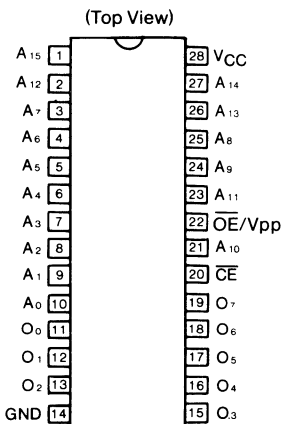 (Top View)
A15 1 28 VCC
A12 2 27 A14
A7 3 26 A13
A6 4 25 A8
A5 5 24 A9
A4 6 23 A11
A3 7 22 O̅E̅/Vpp
A2 8 21 A10
A1 9 20 C̅E̅
A0 10 19 O7
O0 11 18 O6
O1 12 17 O5
O2 13 16 O4
GND 14 15 O3